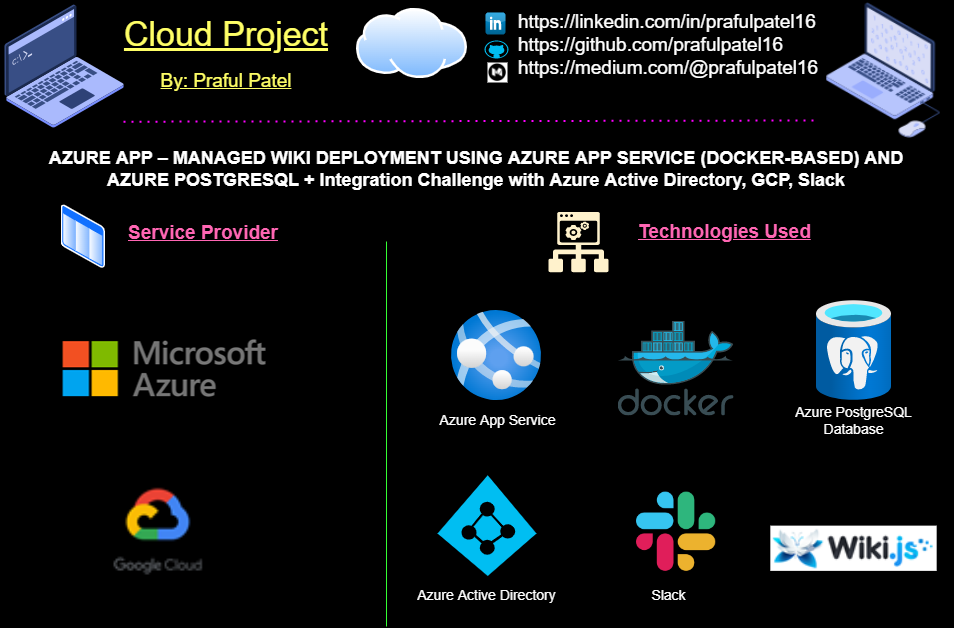 Cloud Project
By: Praful Patel
https://linkedin.com/in/prafulpatel16
https://github.com/prafulpatel16
https://medium.com/@prafulpatel16
AZURE APP – MANAGED WIKI DEPLOYMENT USING AZURE APP SERVICE (DOCKER-BASED) AND
AZURE POSTGRESQL + Integration Challenge with Azure Active Directory, GCP, Slack
Service Provider
Technologies Used
Microsoft
Azure
docker
Azure App Service
Azure PostgreSQL
Database
Google Cloud
Wiki.js
Azure Active Directory
Slack